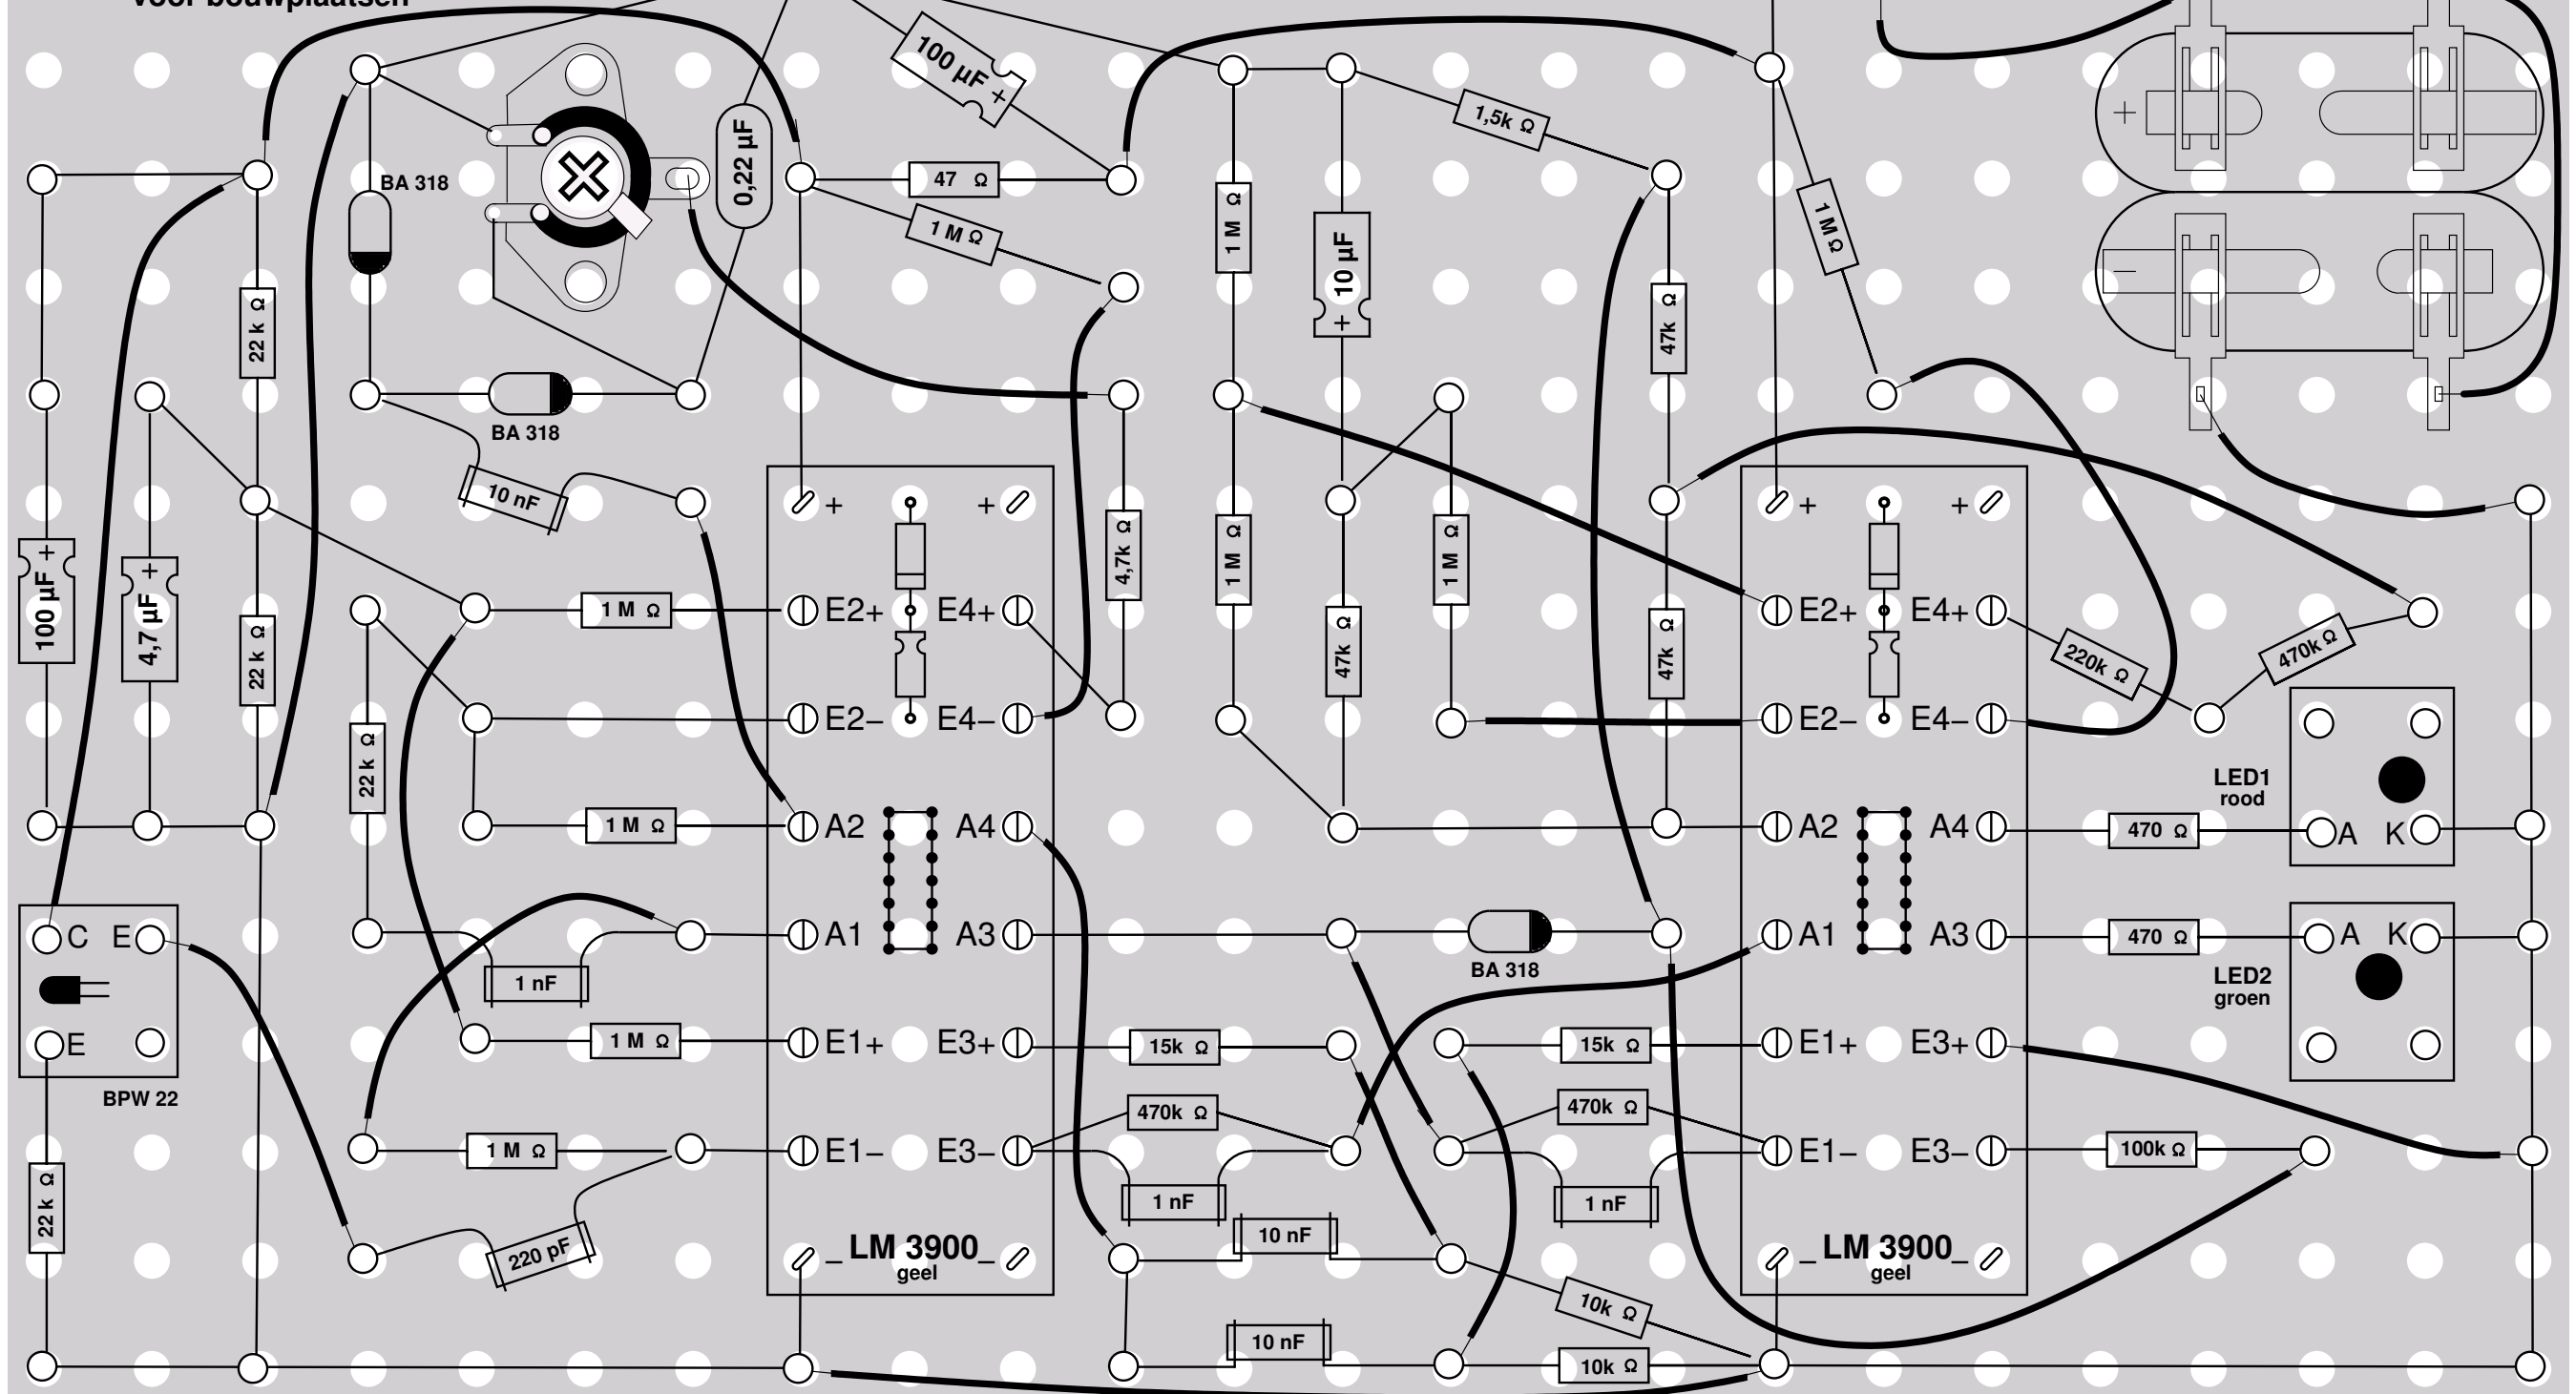 voor bouwplaatsen
100 µF +
1,5k Ω
+
BA 318
0,22 µF
47 Ω
1 M Ω
1 M Ω
10 µF
+
1 M Ω
47k Ω
−
22 k Ω
BA 318
10 nF
100 µF +
4,7 µF +
22 k Ω
22 k Ω
1 M Ω
1 M Ω
+ +
E2+ E4+
E2− E4−
A2 A4
A1 A3
E1+ E3+
E1− E3−
− LM 3900 −
geel
4,7k Ω
1 M Ω
1 M Ω
47k Ω
47k Ω
+ +
E2+ E4+
E2− E4−
A2 A4
A1 A3
E1+ E3+
E1− E3−
− LM 3900 −
geel
220k Ω
470k Ω
LED1
rood
470 Ω
A K
470 Ω
A K
LED2
groen
100k Ω
C E
E
BPW 22
22 k Ω
1 nF
1 M Ω
1 M Ω
220 pF
BA 318
15k Ω
15k Ω
470k Ω
470k Ω
1 nF
1 nF
10 nF
10k Ω
10 nF
10k Ω